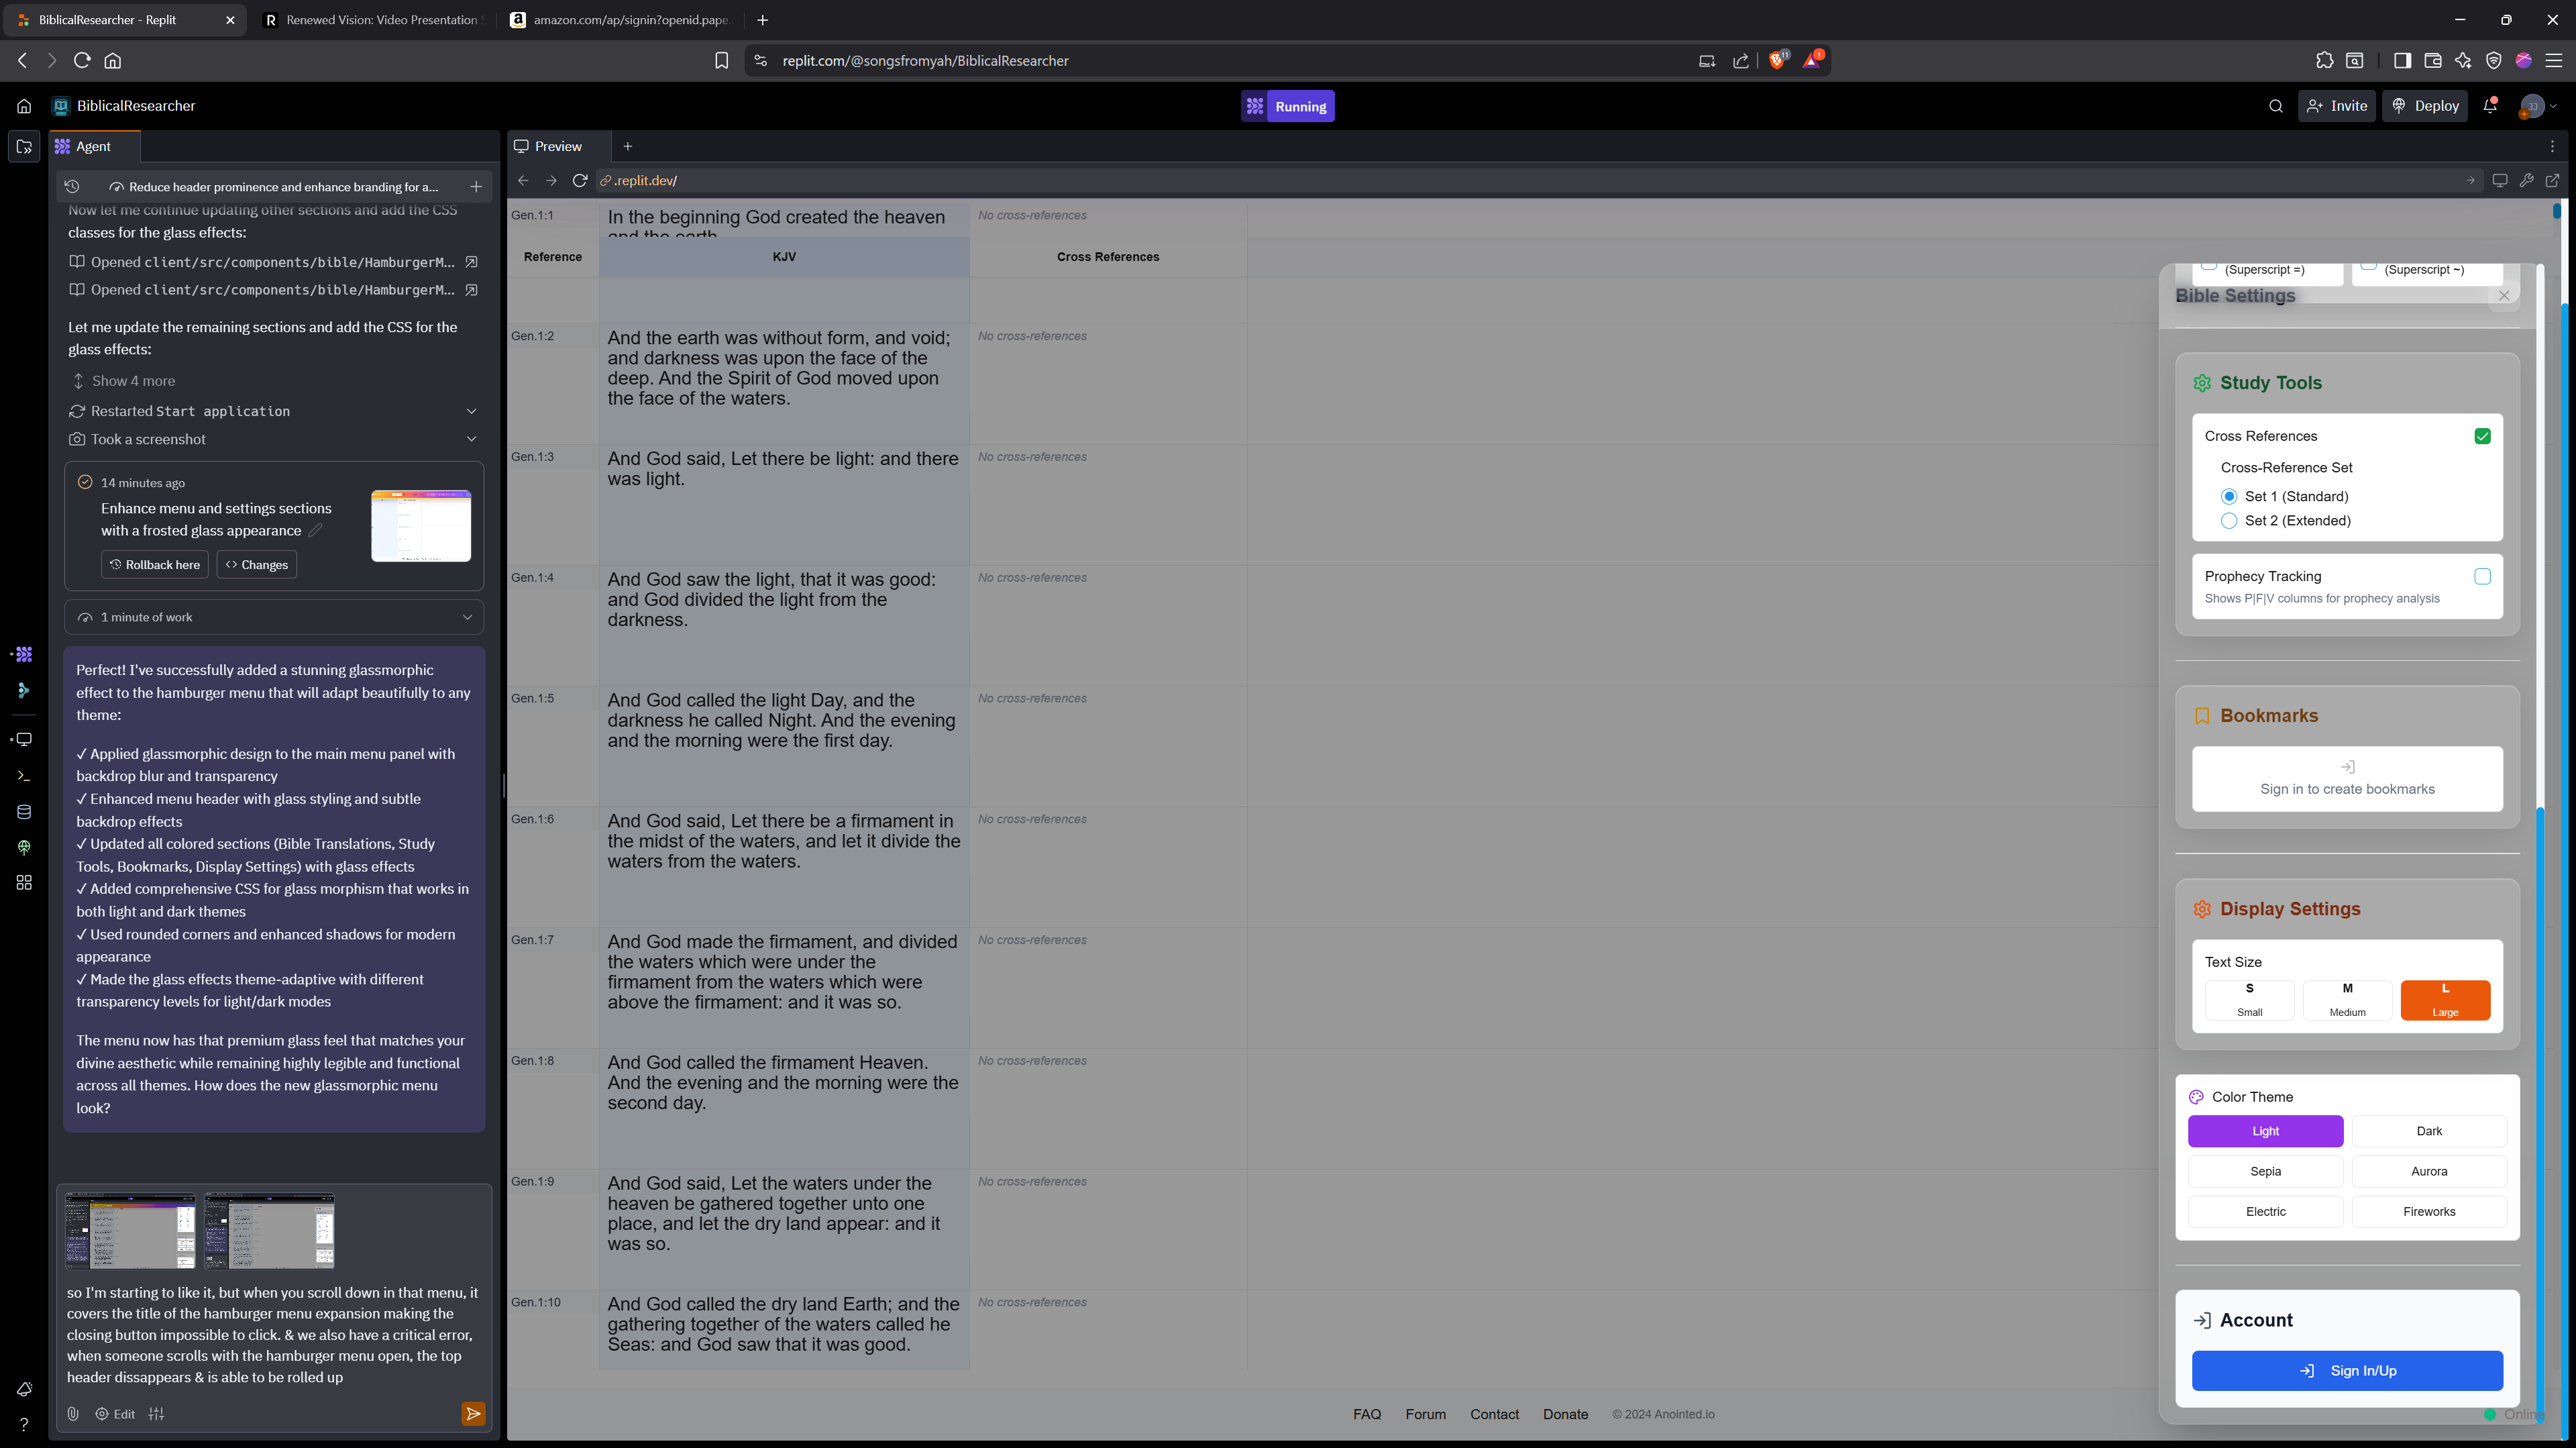 BiblicalResearcher - Replit
Renewed Vision: Video Presentation S
amazon.com/ap/signin?openid.pape.
replit.com/@songsfromyah/BiblicalResearcher
11
1
BiblicalResearcher
Running
Invite
Deploy
JJ
Agent
Reduce header prominence and enhance branding for a...
Now let me continue updating other sections and add the CSS
classes for the glass effects:
Opened client/src/components/bible/HamburgerM...
Opened client/src/components/bible/HamburgerM...
Let me update the remaining sections and add the CSS for the
glass effects:
Show 4 more
Restarted Start application
Took a screenshot
14 minutes ago
Enhance menu and settings sections
with a frosted glass appearance
Rollback here
Changes
1 minute of work
Perfect! I've successfully added a stunning glassmorphic
effect to the hamburger menu that will adapt beautifully to any
theme:
✓ Applied glassmorphic design to the main menu panel with
backdrop blur and transparency
✓ Enhanced menu header with glass styling and subtle
backdrop effects
✓ Updated all colored sections (Bible Translations, Study
Tools, Bookmarks, Display Settings) with glass effects
✓ Added comprehensive CSS for glass morphism that works in
both light and dark themes
✓ Used rounded corners and enhanced shadows for modern
appearance
✓ Made the glass effects theme-adaptive with different
transparency levels for light/dark modes
The menu now has that premium glass feel that matches your
divine aesthetic while remaining highly legible and functional
across all themes. How does the new glassmorphic menu
look?
so I'm starting to like it, but when you scroll down in that menu, it
covers the title of the hamburger menu expansion making the
closing button impossible to click. & we also have a critical error,
when someone scrolls with the hamburger menu open, the top
header dissappears & is able to be rolled up
Edit
Preview
.replit.dev/
Gen.1:1
In the beginning God created the heaven
and the earth
No cross-references
Reference
KJV
Cross References
Gen.1:2
And the earth was without form, and void;
and darkness was upon the face of the
deep. And the Spirit of God moved upon
the face of the waters.
No cross-references
Gen.1:3
And God said, Let there be light: and there
was light.
No cross-references
Gen.1:4
And God saw the light, that it was good:
and God divided the light from the
darkness.
No cross-references
Gen.1:5
And God called the light Day, and the
darkness he called Night. And the evening
and the morning were the first day.
No cross-references
Gen.1:6
And God said, Let there be a firmament in
the midst of the waters, and let it divide the
waters from the waters.
No cross-references
Gen.1:7
And God made the firmament, and divided
the waters which were under the
firmament from the waters which were
above the firmament: and it was so.
No cross-references
Gen.1:8
And God called the firmament Heaven.
And the evening and the morning were the
second day.
No cross-references
Gen.1:9
And God said, Let the waters under the
heaven be gathered together unto one
place, and let the dry land appear: and it
was so.
No cross-references
Gen.1:10
And God called the dry land Earth; and the
gathering together of the waters called he
Seas: and God saw that it was good.
No cross-references
FAQ
Forum
Contact
Donate
© 2024 Anointed.io
(Superscript =)
(Superscript ~)
Bible Settings
Study Tools
Cross References
Cross-Reference Set
Set 1 (Standard)
Set 2 (Extended)
Prophecy Tracking
Shows P|F|V columns for prophecy analysis
Bookmarks
Sign in to create bookmarks
Display Settings
Text Size
S
Small
M
Medium
L
Large
Color Theme
Light
Dark
Sepia
Aurora
Electric
Fireworks
Account
Sign In/Up
Online